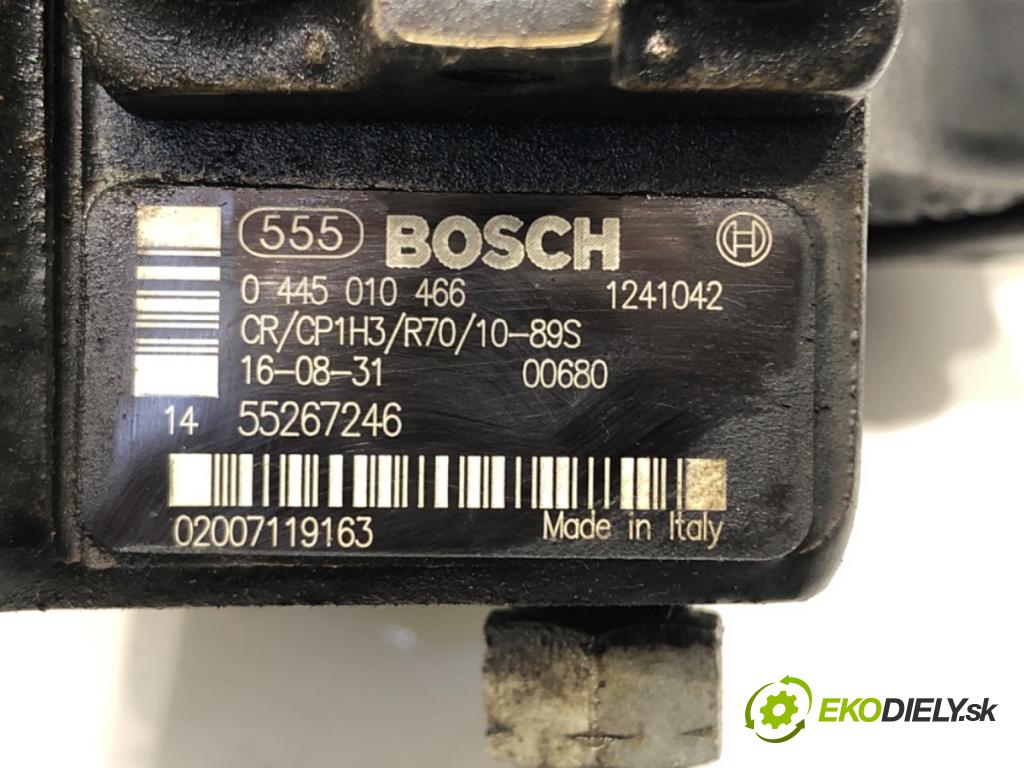 555 BOSCH H
0 445 010 466 1241042
CR/CP1H3/R70/10-89S
16-08-31 00680
14 55267246
02007119163 Made in Italy
EKODIELY.sk